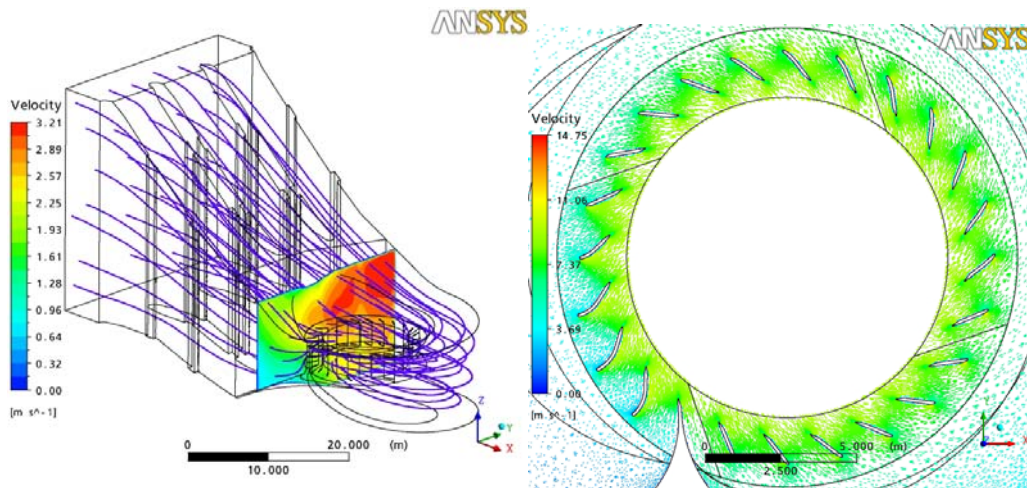 ANSYS
Velocity
3.21
2.89
2.57
2.25
1.93
1.61
1.28
0.96
0.64
0.32
0.00
[m s^-1]
0
20.000
(m)
10.000
Z
Y
X
ANSYS
Velocity
14.75
11.06
7.37
3.69
0.00
[m s^-1]
0
5.000
(m)
2.500
Y
Z
X